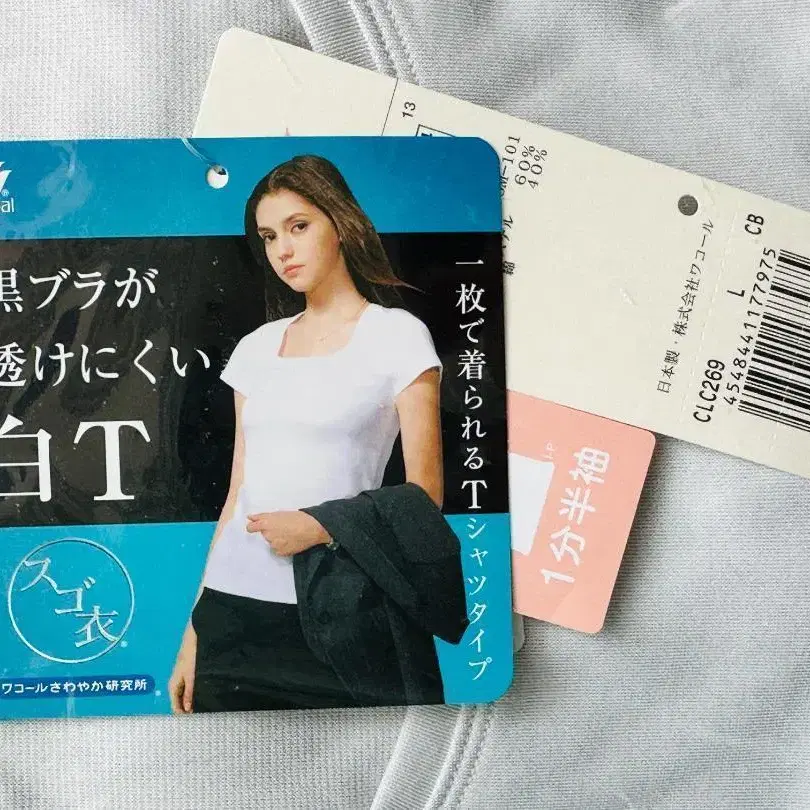 黒ブラが
透けにくい
白T
一枚で着られるTシャツタイプ
スゴ衣
ワコールさわやか研究所
13
M-101
60%
40%
日本製・株式会社ワコール
CLC269
L
CB
4548441177975
1分半袖